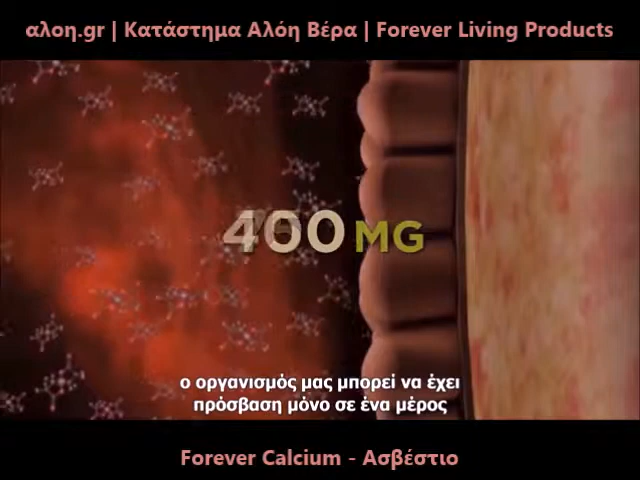 αλοη.gr | Κατάστημα Αλόη Βέρα | Forever Living Products
400 MG
ο οργανισμός μας μπορεί να έχει
πρόσβαση μόνο σε ένα μέρος
Forever Calcium - Ασβέστιο